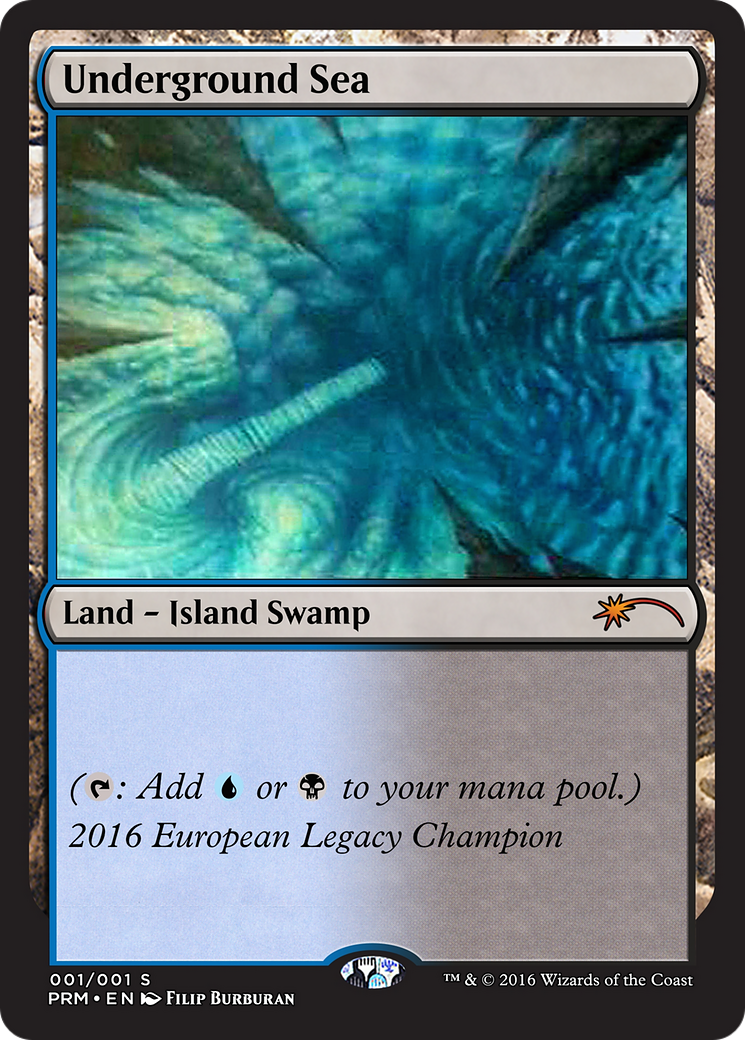 Underground Sea
Land – Island Swamp
(: Add or to your mana pool.)
2016 European Legacy Champion
001/001 S
™ & © 2016 Wizards of the Coast
PRM • EN Filip Burburan